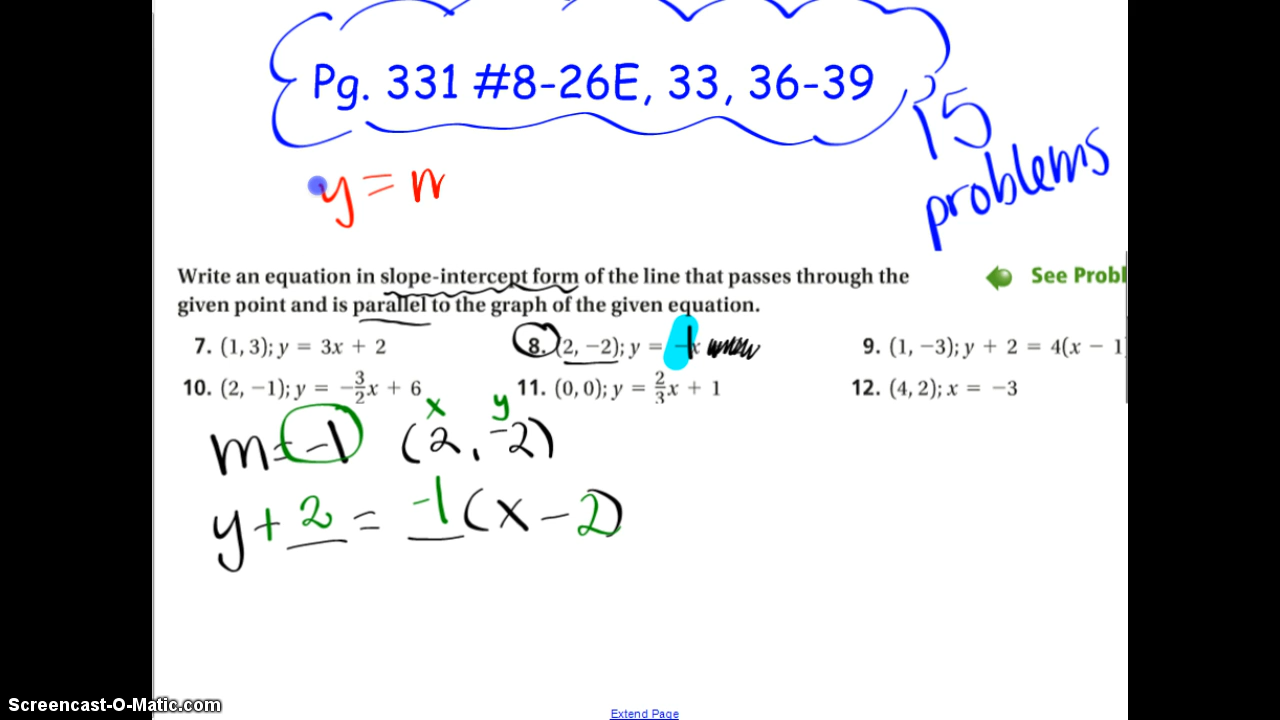 Pg. 331 #8-26E, 33, 36-39
15
problems
y = m
Write an equation in slope-intercept form of the line that passes through the
given point and is parallel to the graph of the given equation.
See Probl
7. (1, 3); y = 3x + 2
8. (2, −2); y = −1x
9. (1, −3); y + 2 = 4(x − 1)
10. (2, −1); y = −3/2x + 6
11. (0, 0); y = 2/3x + 1
12. (4, 2); x = −3
x y
m = −1 (2, −2)
y + 2 = −1(x − 2)
Screencast-O-Matic.com
Extend Page